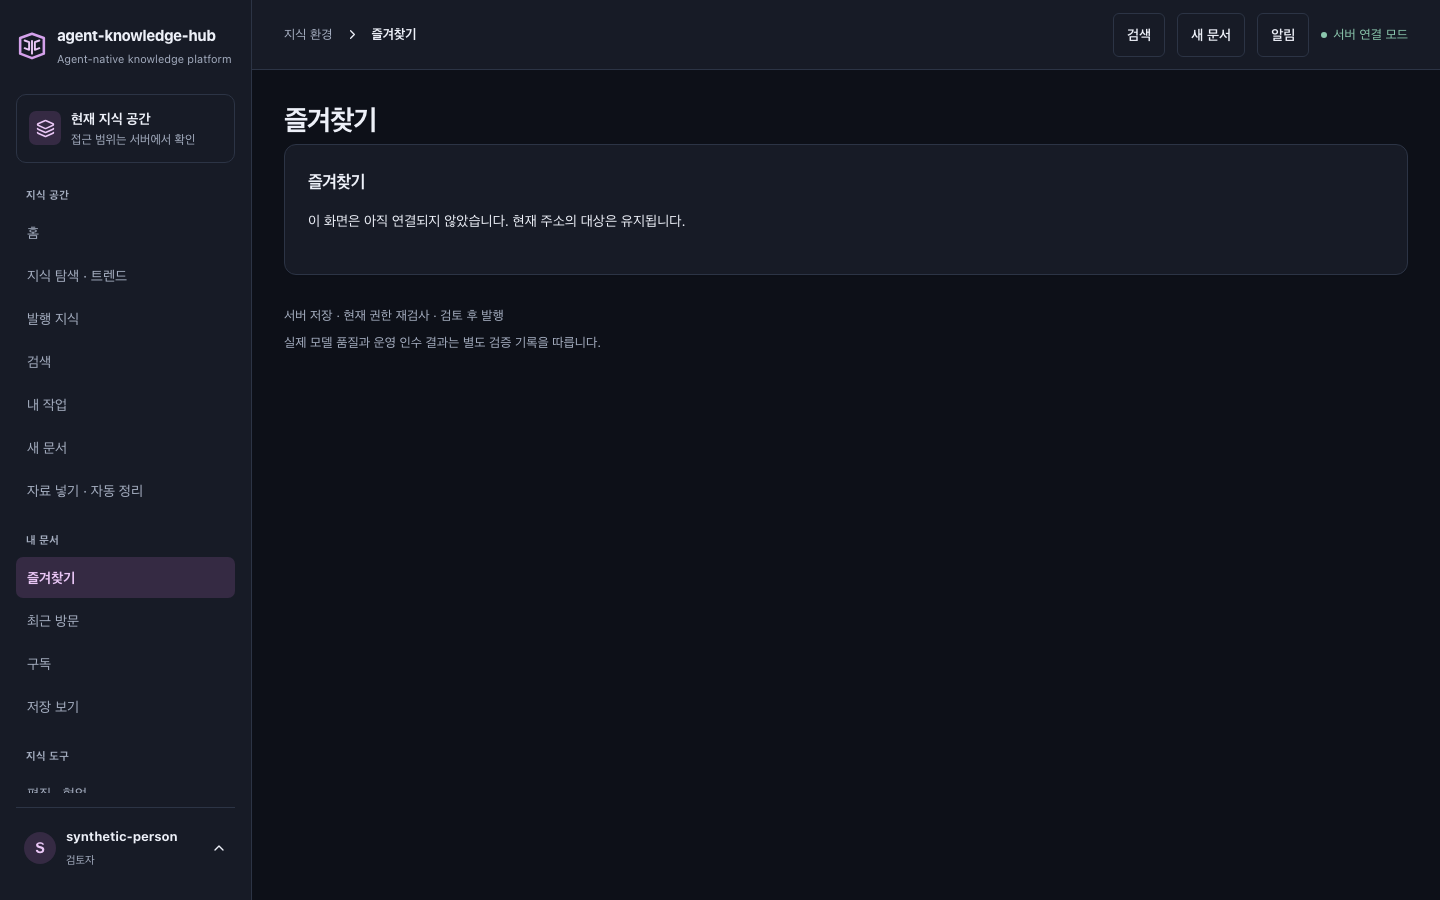 agent-knowledge-hub
Agent-native knowledge platform
현재 지식 공간
접근 범위는 서버에서 확인
지식 공간
홈
지식 탐색 · 트렌드
발행 지식
검색
내 작업
새 문서
자료 넣기 · 자동 정리
내 문서
즐겨찾기
최근 방문
구독
저장 보기
지식 도구
S
synthetic-person
검토자
지식 환경
즐겨찾기
검색
새 문서
알림
서버 연결 모드
즐겨찾기
즐겨찾기
이 화면은 아직 연결되지 않았습니다. 현재 주소의 대상은 유지됩니다.
서버 저장 · 현재 권한 재검사 · 검토 후 발행
실제 모델 품질과 운영 인수 결과는 별도 검증 기록을 따릅니다.